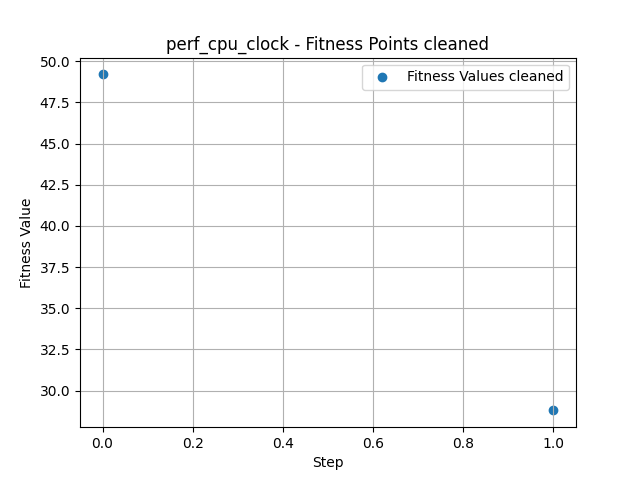 perf_cpu_clock - Fitness Points cleaned
Fitness Values cleaned
50.0
47.5
45.0
42.5
40.0
37.5
35.0
32.5
30.0
Fitness Value
0.0 0.2 0.4 0.6 0.8 1.0
Step